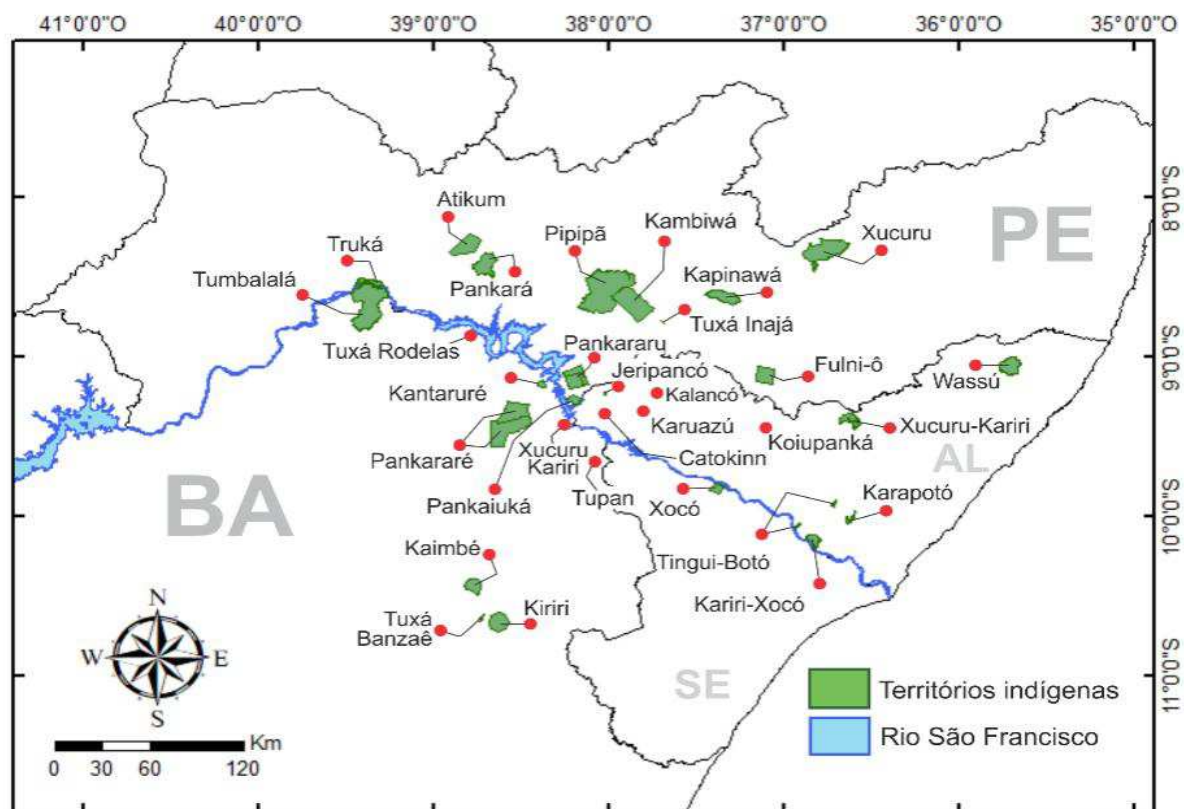 41°0'0"O 40°0'0"O 39°0'0"O 38°0'0"O 37°0'0"O 36°0'0"O 35°0'0"O
8°0'0"S
9°0'0"S
10°0'0"S
11°0'0"S
PE
BA
AL
SE
Atikum
Truká
Tumbalalá
Pankará
Pipipã
Kambiwá
Xucuru
Kapinawá
Tuxá Inajá
Tuxá Rodelas
Pankararu
Jeripancó
Fulni-ô
Wassú
Kantaruré
Kalancó
Karuazú
Koiupanká
Xucuru-Kariri
Pankararé
Xucuru
Kariri
Catokinn
Pankaiuká
Tupan
Xocó
Karapotó
Kaimbé
Tingui-Botó
Kariri-Xocó
Tuxá
Banzaê
Kiriri
N
W E
S
Km
0 30 60 120
Territórios indígenas
Rio São Francisco